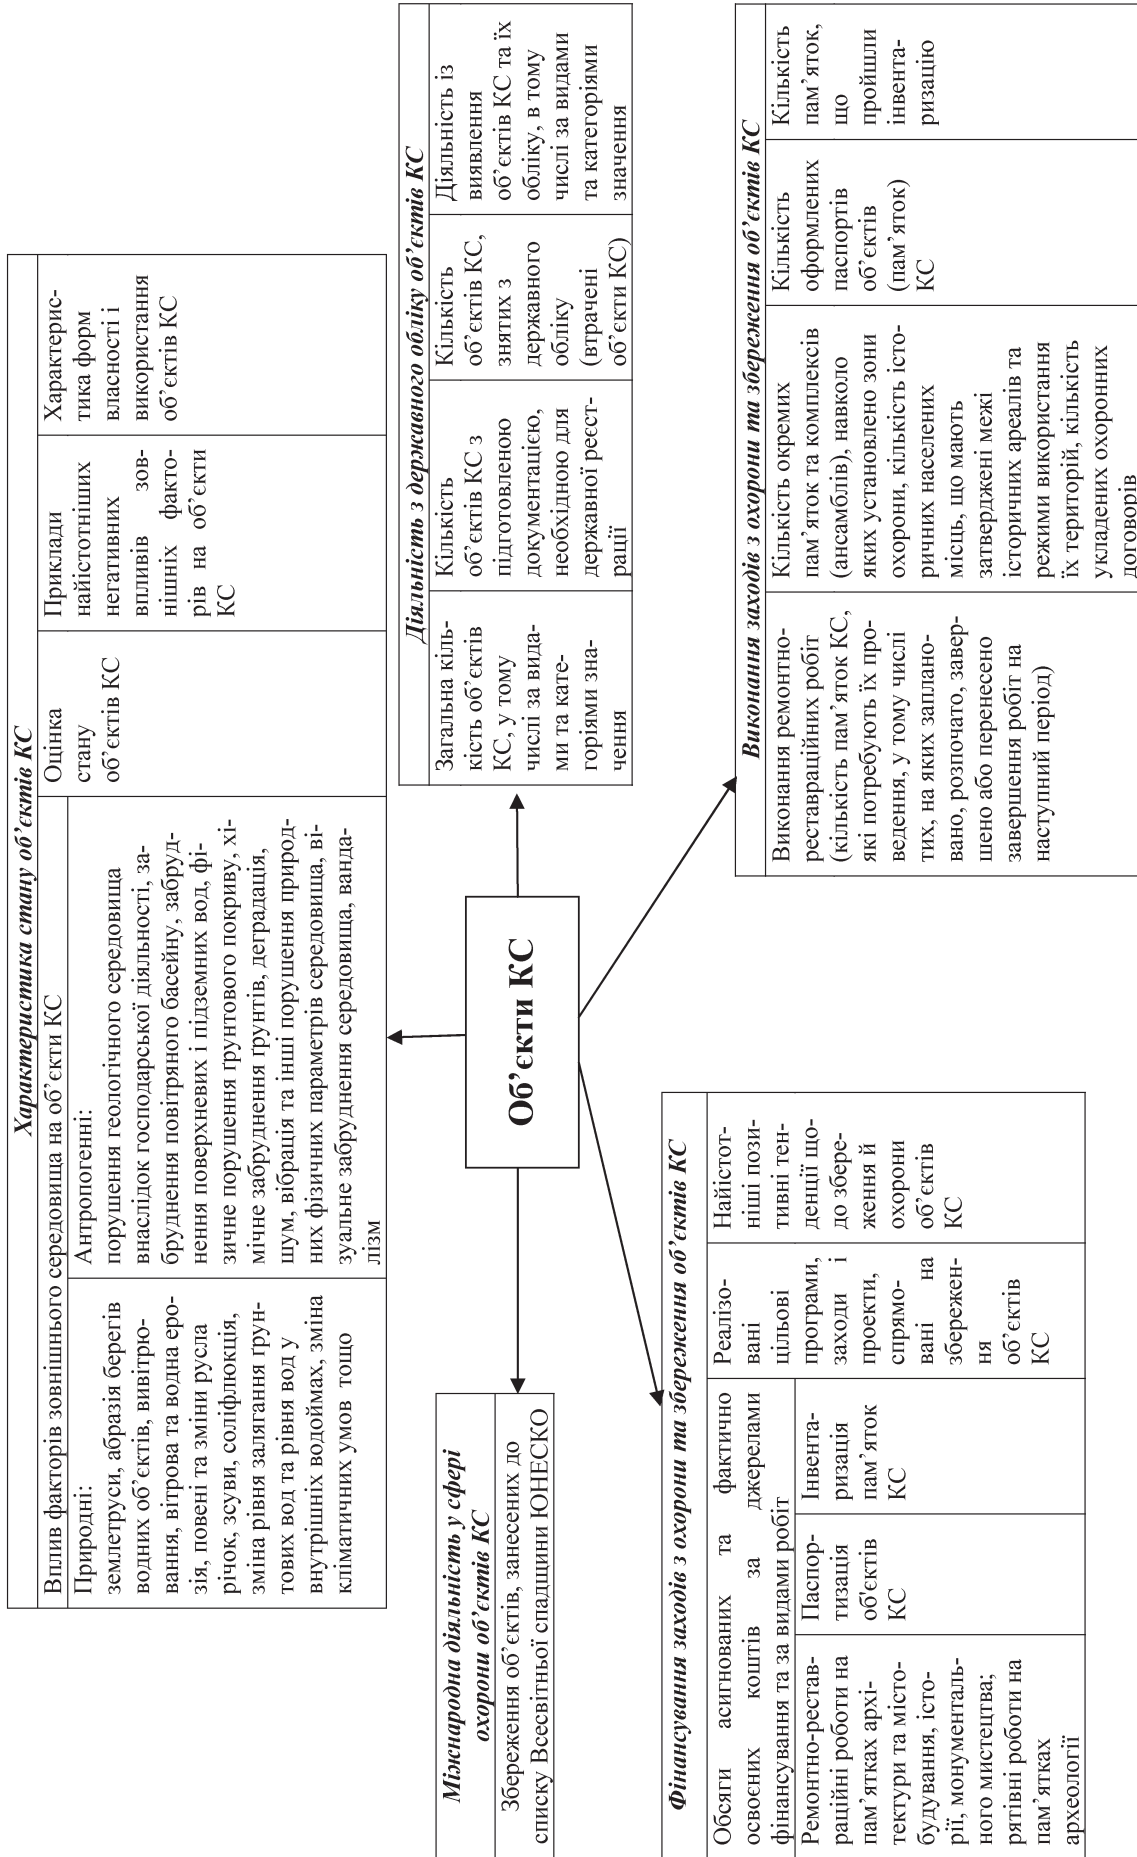 Характеристика стану об’єктів КС
Вплив факторів зовнішнього середовища на об’єкти КС
Природні:
землетруси, абразія берегів
водних об’єктів, вивітрю-
вання, вітрова та водна еро-
зія, повені та зміни русла
річок, зсуви, соліфлюкція,
зміна рівня залягання ґрун-
тових вод та рівня вод у
внутрішніх водоймах, зміна
кліматичних умов тощо
Антропогенні:
порушення геологічного середовища
внаслідок господарської діяльності, за-
бруднення повітряного басейну, забруд-
нення поверхневих і підземних вод, фі-
зичне порушення ґрунтового покриву, хі-
мічне забруднення ґрунтів, деградація,
шум, вібрація та інші порушення природ-
них фізичних параметрів середовища, ві-
зуальне забруднення середовища, ванда-
лізм
Оцінка
стану
об’єктів КС
Приклади
найістотніших
негативних
впливів зов-
нішніх факто-
рів на об’єкти
КС
Характерис-
тика форм
власності і
використання
об’єктів КС
Міжнародна діяльність у сфері
охорони об’єктів КС
Збереження об’єктів, занесених до
списку Всесвітньої спадщини ЮНЕСКО
Об’єкти КС
Діяльність з державного обліку об’єктів КС
Загальна кіль-
кість об’єктів
КС, у тому
числі за вида-
ми та кате-
горіями зна-
чення
Кількість
об’єктів КС з
підготовленою
документацією,
необхідною для
державної реєст-
рації
Кількість
об’єктів КС,
знятих з
державного
обліку
(втрачені
об’єкти КС)
Діяльність із
виявлення
об’єктів КС та їх
обліку, в тому
числі за видами
та категоріями
значення
Фінансування заходів з охорони та збереження об’єктів КС
Обсяги асигнованих та фактично
освоєних коштів за джерелами
фінансування та за видами робіт
Ремонтно-рестав-
раційні роботи на
пам’ятках архі-
тектури та місто-
будування, істо-
рії, монументаль-
ного мистецтва;
рятівні роботи на
пам’ятках
археології
Паспор-
тизація
об'єктів
КС
Інвента-
ризація
пам’яток
КС
Реалізо-
вані
цільові
програми,
заходи і
проекти,
спрямо-
вані на
збережен-
ня
об’єктів
КС
Найістот-
ніші пози-
тивні тен-
денції що-
до збере-
ження й
охорони
об’єктів
КС
Виконання заходів з охорони та збереження об’єктів КС
Виконання ремонтно-
реставраційних робіт
(кількість пам’яток КС,
які потребують їх про-
ведення, у тому числі
тих, на яких заплано-
вано, розпочато, завер-
шено або перенесено
завершення робіт на
наступний період)
Кількість окремих
пам’яток та комплексів
(ансамблів), навколо
яких установлено зони
охорони, кількість істо-
ричних населених
місць, що мають
затверджені межі
історичних ареалів та
режими використання
їх територій, кількість
укладених охоронних
договорів
Кількість
оформлених
паспортів
об’єктів
(пам’яток)
КС
Кількість
пам’яток,
що
пройшли
інвента-
ризацію